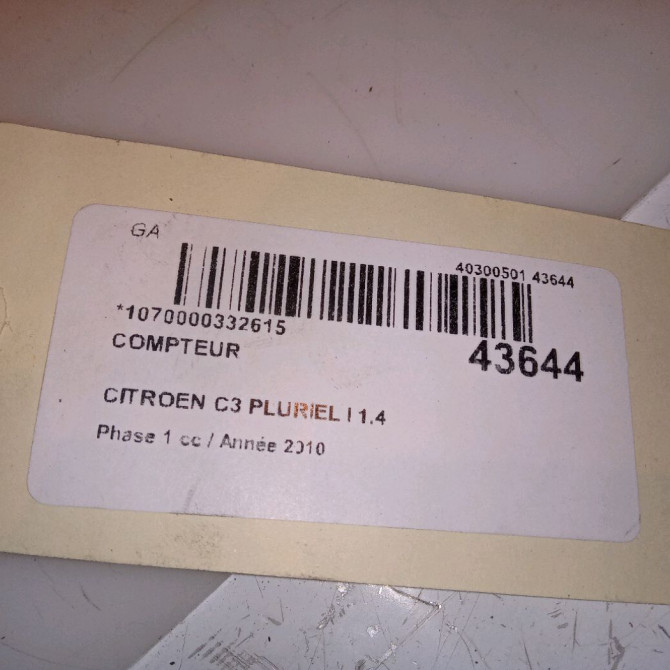 GA
40300501 43644
*1070000332615
COMPTEUR
43644
CITROEN C3 PLURIEL I 1.4
Phase 1 cc / Année 2010